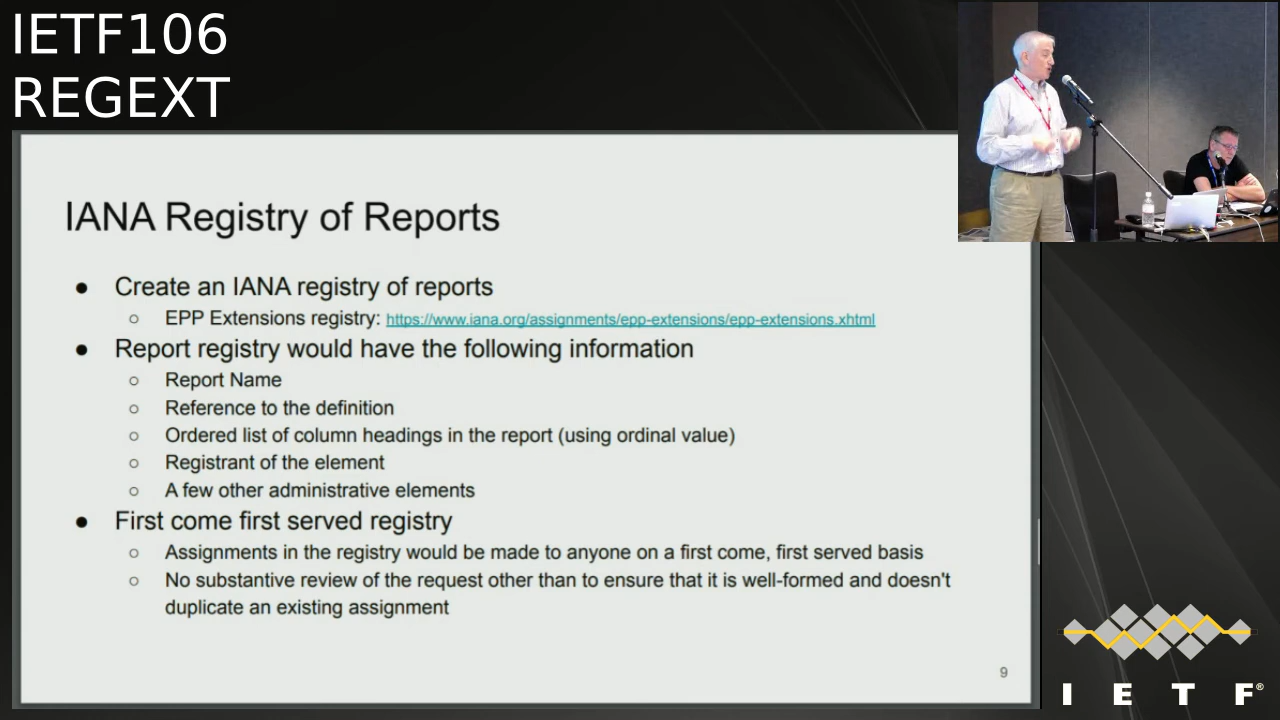 IETF106
REGEXT
IANA Registry of Reports
● Create an IANA registry of reports
○ EPP Extensions registry: https://www.iana.org/assignments/epp-extensions/epp-extensions.xhtml
● Report registry would have the following information
○ Report Name
○ Reference to the definition
○ Ordered list of column headings in the report (using ordinal value)
○ Registrant of the element
○ A few other administrative elements
● First come first served registry
○ Assignments in the registry would be made to anyone on a first come, first served basis
○ No substantive review of the request other than to ensure that it is well-formed and doesn't
duplicate an existing assignment
9
I E T F®